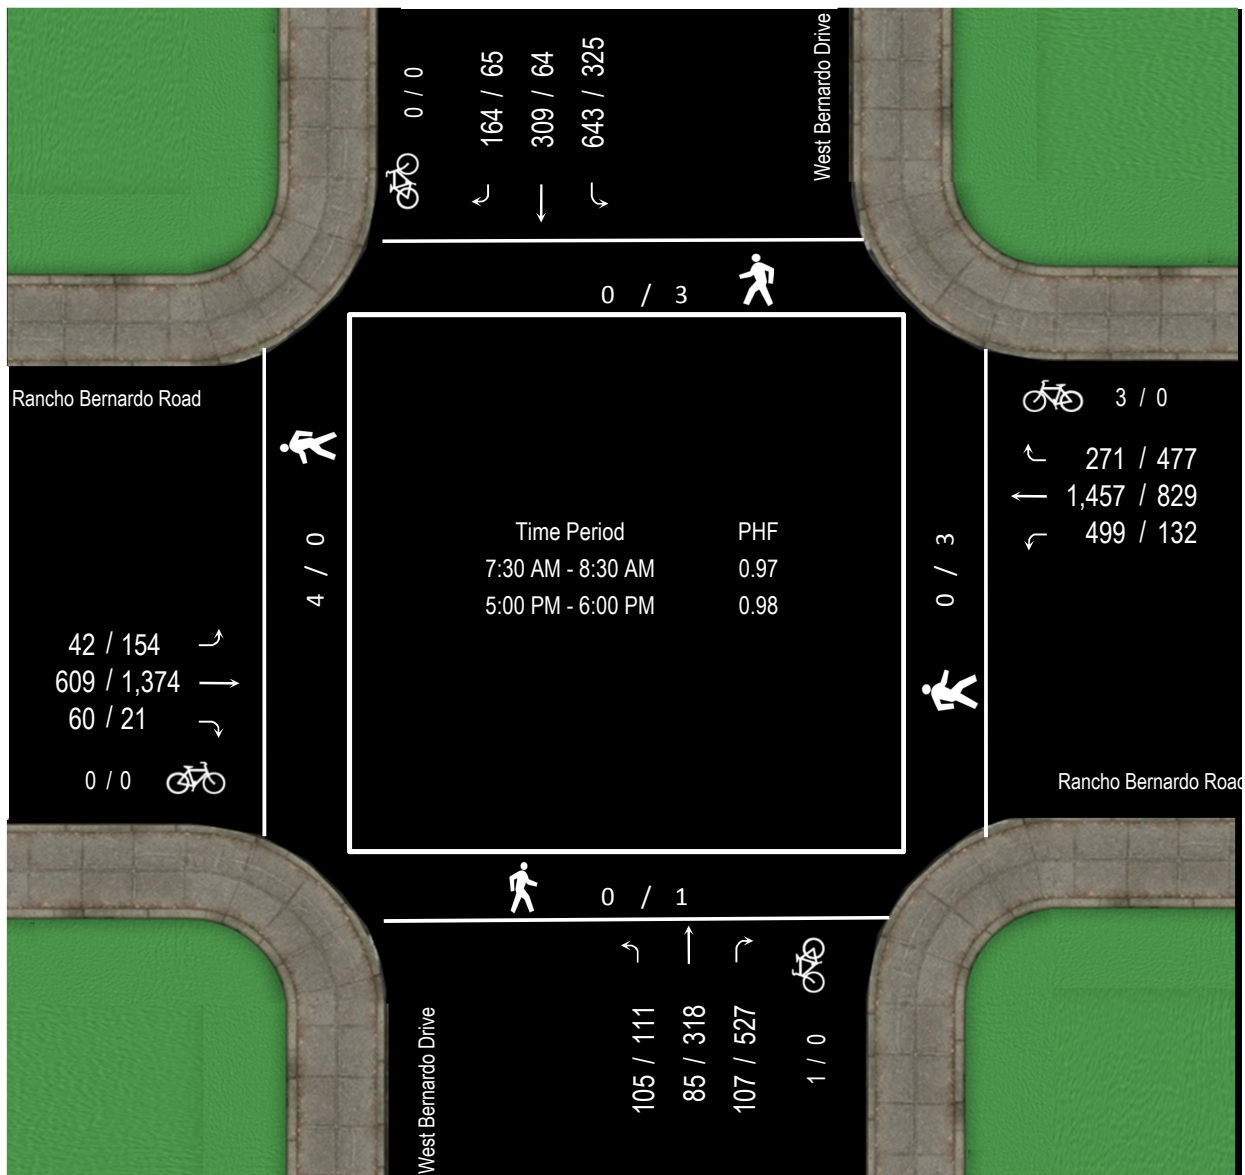 0 / 0
164 / 65
309 / 64
643 / 325
West Bernardo Drive
0 / 3
Rancho Bernardo Road
3 / 0
271 / 477
1,457 / 829
499 / 132
4 / 0
Time Period PHF
7:30 AM - 8:30 AM 0.97
5:00 PM - 6:00 PM 0.98
0 / 3
42 / 154
609 / 1,374
60 / 21
0 / 0
Rancho Bernardo Road
0 / 1
West Bernardo Drive
105 / 111
85 / 318
107 / 527
1 / 0